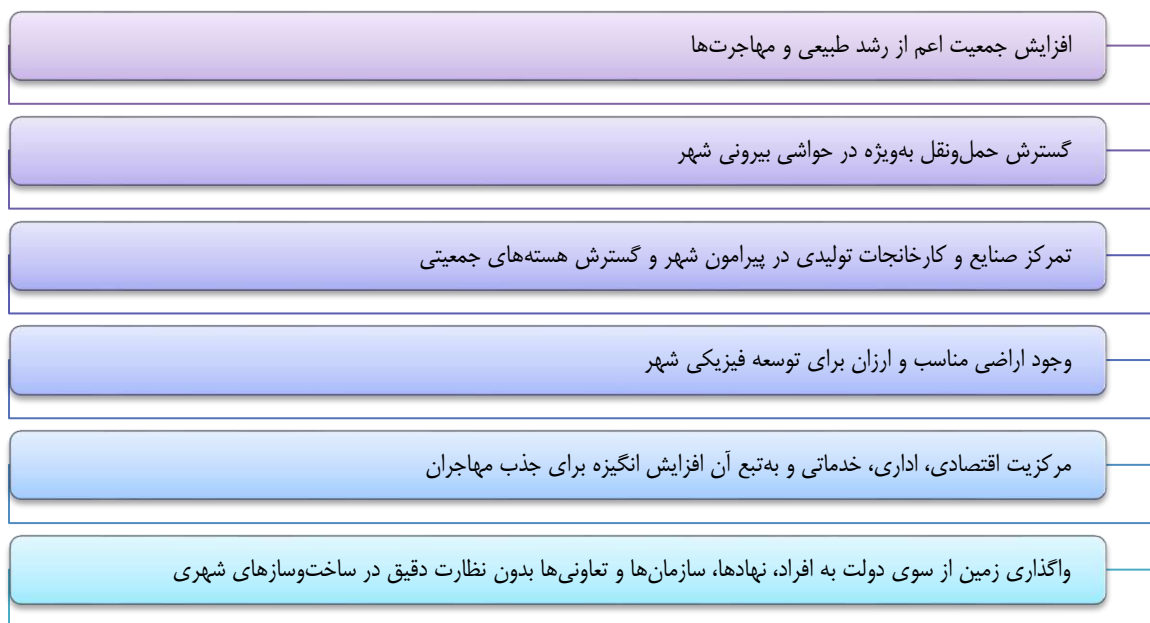 افزایش جمعیت اعم از رشد طبیعی و مهاجرت‌ها
گسترش حمل‌ونقل به‌ویژه در حواشی بیرونی شهر
تمرکز صنایع و کارخانجات تولیدی در پیرامون شهر و گسترش هسته‌های جمعیتی
وجود اراضی مناسب و ارزان برای توسعه فیزیکی شهر
مرکزیت اقتصادی، اداری، خدماتی و به‌تبع آن افزایش انگیزه برای جذب مهاجران
واگذاری زمین از سوی دولت به افراد، نهادها، سازمان‌ها و تعاونی‌ها بدون نظارت دقیق در ساخت‌وسازهای شهری